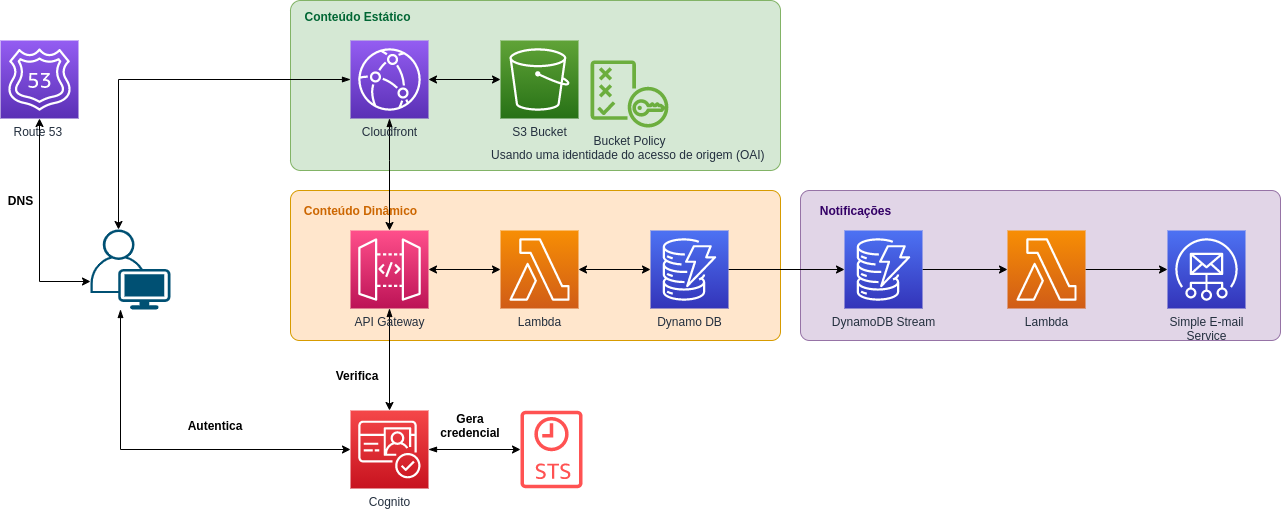 Conteúdo Estático
53
Route 53
Cloudfront
S3 Bucket
Bucket Policy
Usando uma identidade do acesso de origem (OAI)
DNS
Conteúdo Dinâmico
Notificações
API Gateway
Lambda
Dynamo DB
DynamoDB Stream
Lambda
Simple E-mail
Service
Verifica
Autentica
Gera
credencial
STS
Cognito